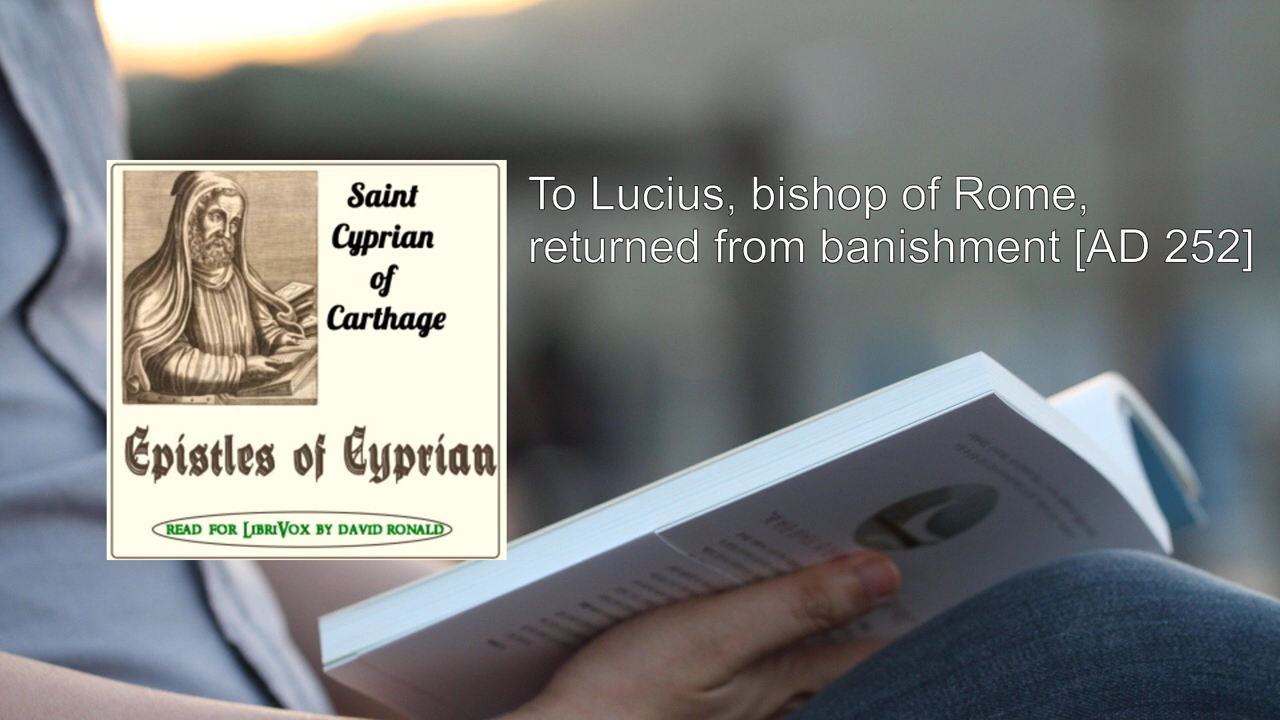 Saint
Cyprian
of
Carthage
Epistles of Cyprian
READ FOR LIBRIVOX BY DAVID RONALD
To Lucius, bishop of Rome,
returned from banishment [AD 252]